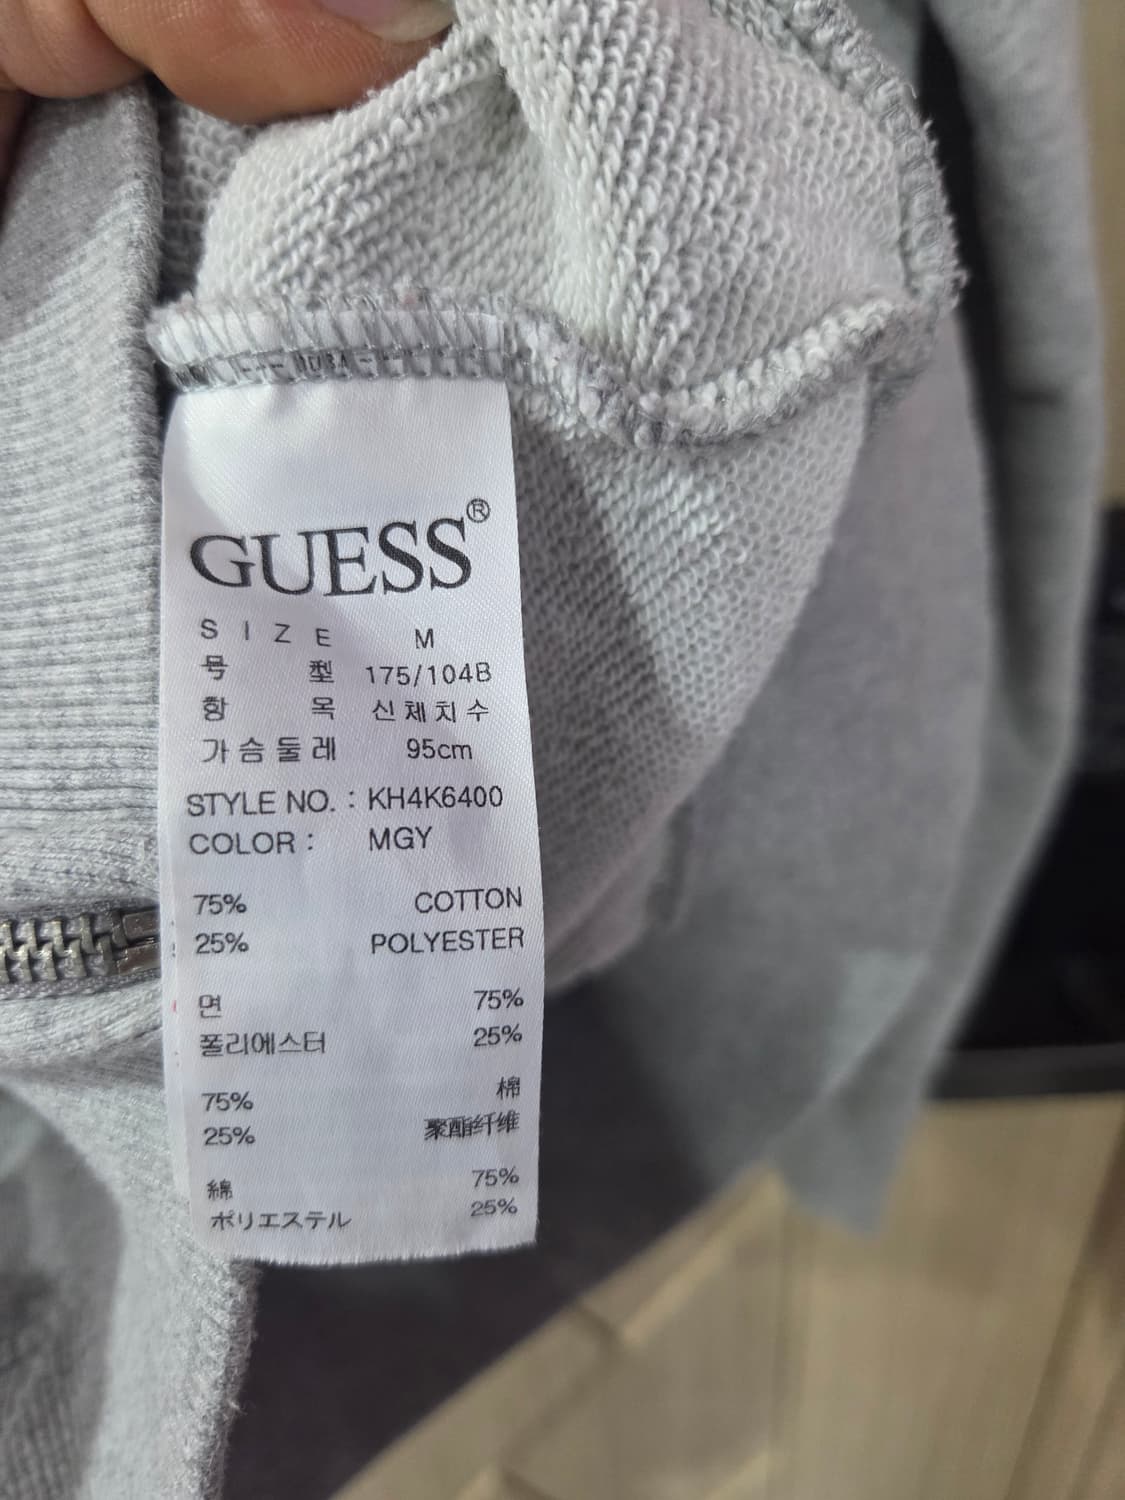 GUESS®
SIZE M
号型 175/104B
항목 신체치수
가슴둘레 95cm
STYLE NO. : KH4K6400
COLOR : MGY
75% COTTON
25% POLYESTER
면 75%
폴리에스터 25%
75% 棉
25% 聚酯纤维
綿 75%
ポリエステル 25%